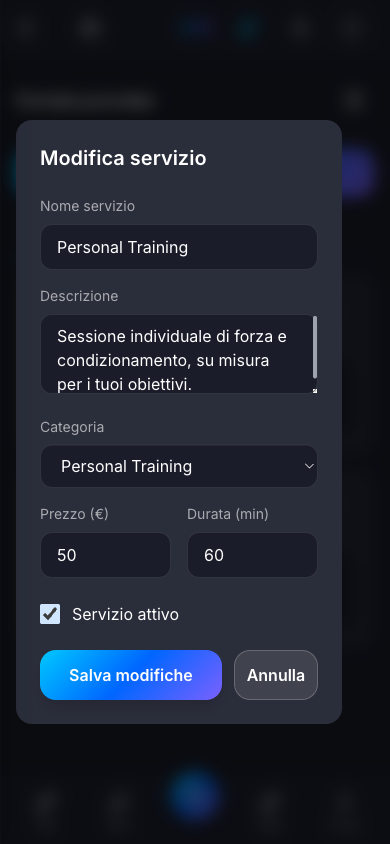 Modifica servizio
Nome servizio
Personal Training
Descrizione
Sessione individuale di forza e
condizionamento, su misura
per i tuoi obiettivi.
Categoria
Personal Training
Prezzo (€)
Durata (min)
50
60
Servizio attivo
Salva modifiche
Annulla